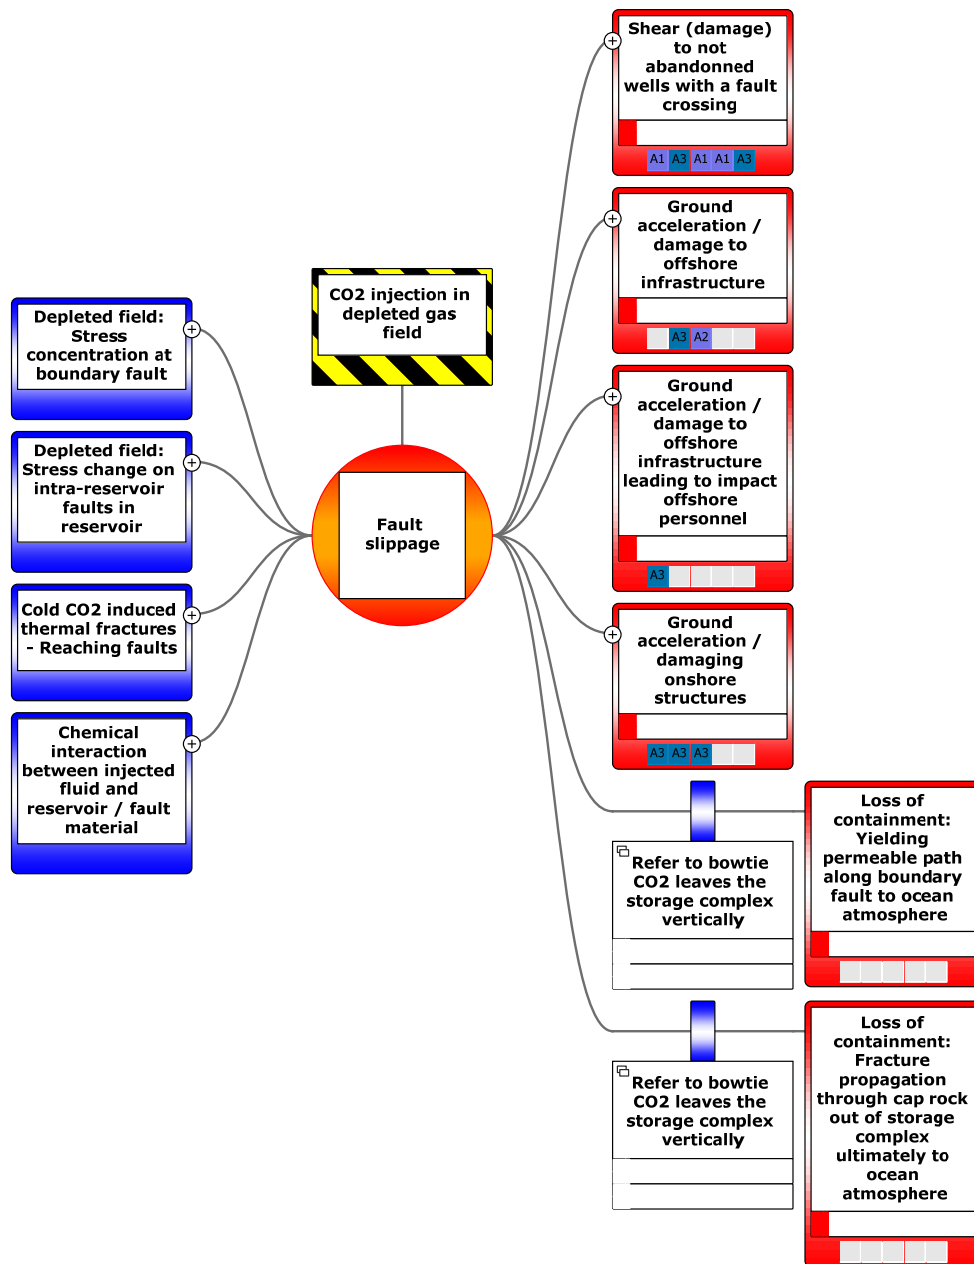 Shear (damage)
to not
abandonned
wells with a fault
crossing
A1 A3 A1 A1 A3
Ground
acceleration /
damage to
offshore
infrastructure
A3 A2
CO2 injection in
depleted gas
field
Depleted field:
Stress
concentration at
boundary fault
Depleted field:
Stress change on
intra-reservoir
faults in
reservoir
Cold CO2 induced
thermal fractures
- Reaching faults
Chemical
interaction
between injected
fluid and
reservoir / fault
material
Fault
slippage
Ground
acceleration /
damage to
offshore
infrastructure
leading to impact
offshore
personnel
A3
Ground
acceleration /
damaging
onshore
structures
A3 A3 A3
Refer to bowtie
CO2 leaves the
storage complex
vertically
Loss of
containment:
Yielding
permeable path
along boundary
fault to ocean
atmosphere
Refer to bowtie
CO2 leaves the
storage complex
vertically
Loss of
containment:
Fracture
propagation
through cap rock
out of storage
complex
ultimately to
ocean
atmosphere